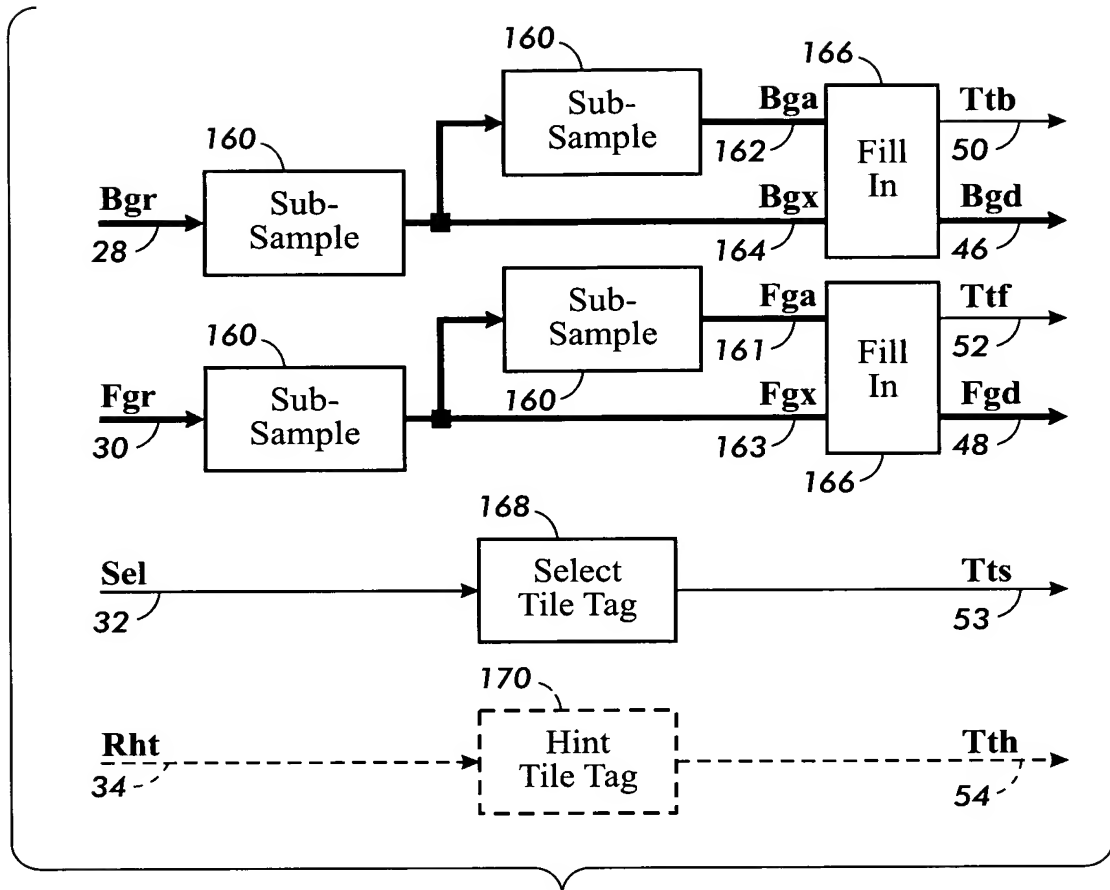 160 166
Sub-
Sample
Bga
162
Ttb
50
160
Bgr
28
Sub-
Sample
Bgx
164
Fill
In
Bgd
46
Sub-
Sample
Fga
161
Ttf
52
160
160
Fgr
30
Sub-
Sample
Fgx
163
Fill
In
Fgd
48
166
168
Sel
32
Select
Tile Tag
Tts
53
170
Rht
34
Hint
Tile Tag
Tth
54